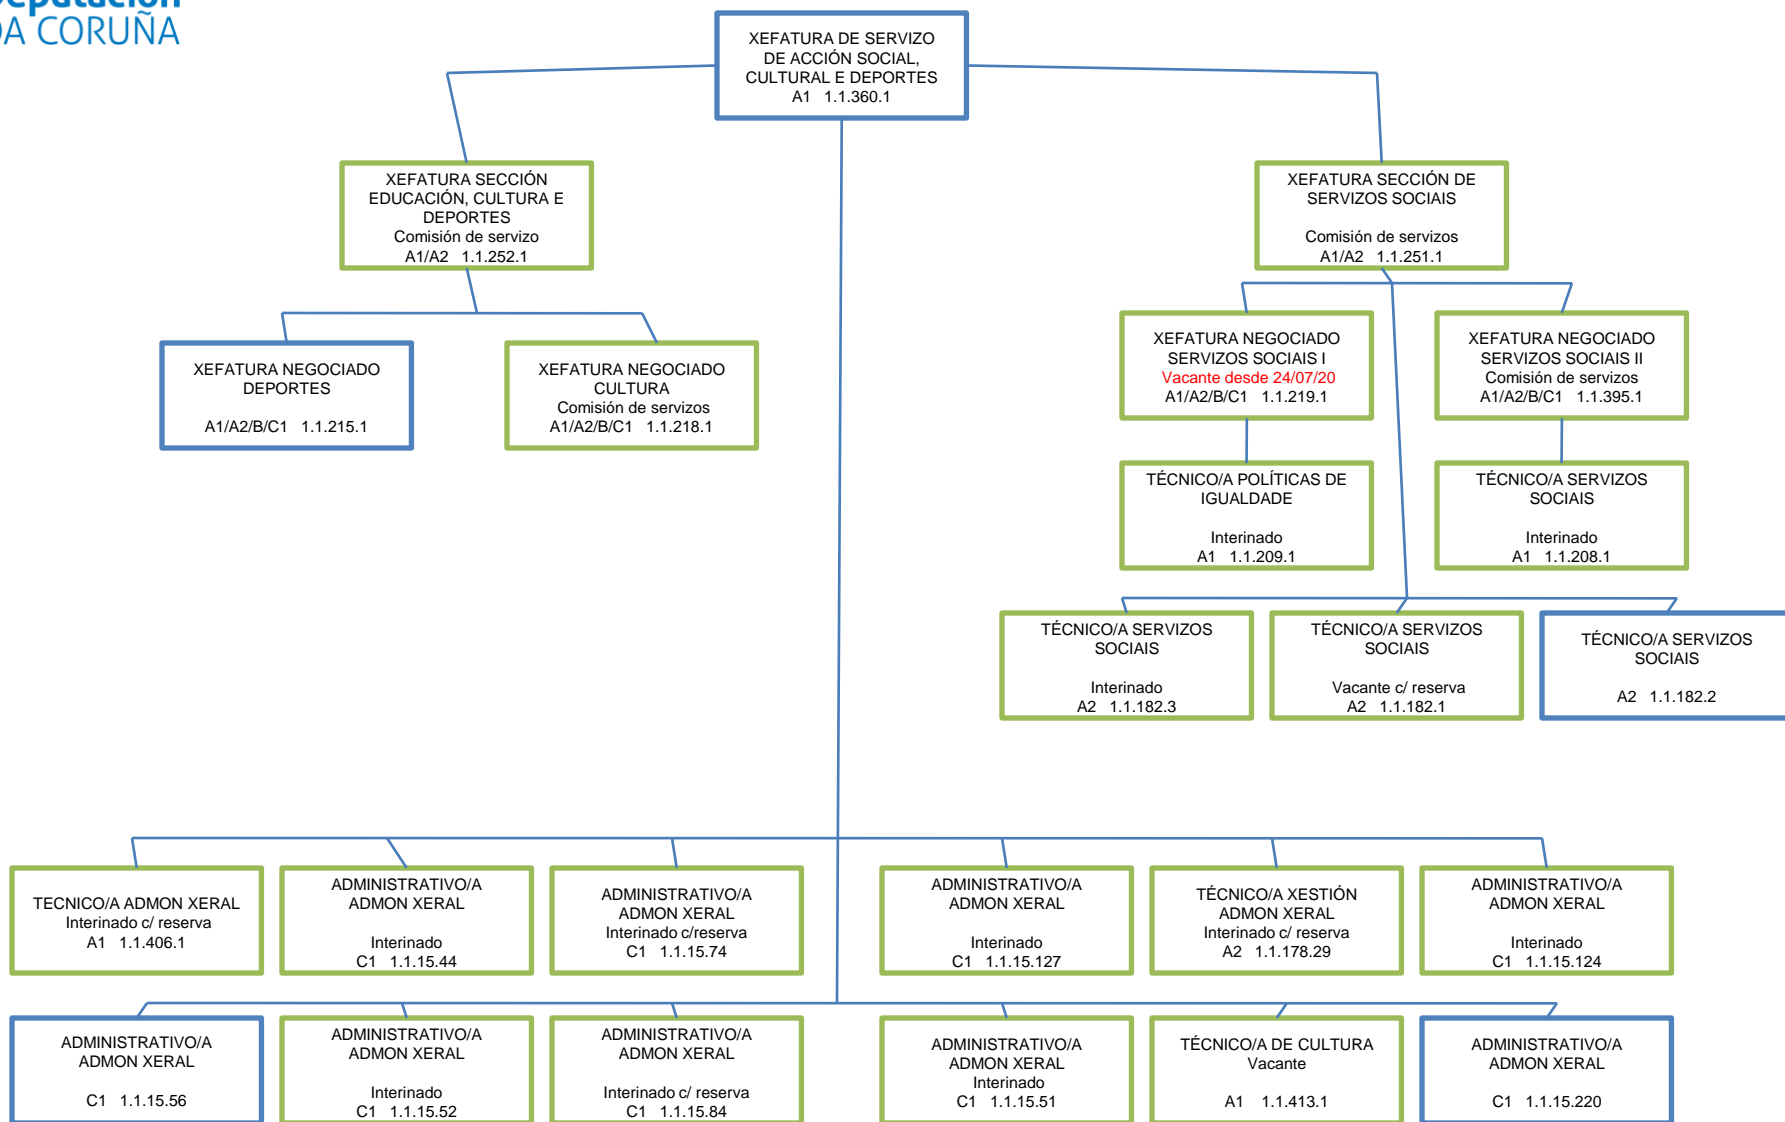 Deputación
DA CORUÑA
XEFATURA DE SERVIZO
DE ACCIÓN SOCIAL,
CULTURAL E DEPORTES
A1 1.1.360.1
XEFATURA SECCIÓN
EDUCACIÓN, CULTURA E
DEPORTES
Comisión de servizo
A1/A2 1.1.252.1
XEFATURA SECCIÓN DE
SERVIZOS SOCIAIS
Comisión de servizos
A1/A2 1.1.251.1
XEFATURA NEGOCIADO
DEPORTES
A1/A2/B/C1 1.1.215.1
XEFATURA NEGOCIADO
CULTURA
Comisión de servizos
A1/A2/B/C1 1.1.218.1
XEFATURA NEGOCIADO
SERVIZOS SOCIAIS I
Vacante desde 24/07/20
A1/A2/B/C1 1.1.219.1
XEFATURA NEGOCIADO
SERVIZOS SOCIAIS II
Comisión de servizos
A1/A2/B/C1 1.1.395.1
TÉCNICO/A POLÍTICAS DE
IGUALDADE
Interinado
A1 1.1.209.1
TÉCNICO/A SERVIZOS
SOCIAIS
Interinado
A1 1.1.208.1
TÉCNICO/A SERVIZOS
SOCIAIS
Interinado
A2 1.1.182.3
TÉCNICO/A SERVIZOS
SOCIAIS
Vacante c/ reserva
A2 1.1.182.1
TÉCNICO/A SERVIZOS
SOCIAIS
A2 1.1.182.2
TECNICO/A ADMON XERAL
Interinado c/ reserva
A1 1.1.406.1
ADMINISTRATIVO/A
ADMON XERAL
Interinado
C1 1.1.15.44
ADMINISTRATIVO/A
ADMON XERAL
Interinado c/reserva
C1 1.1.15.74
ADMINISTRATIVO/A
ADMON XERAL
Interinado
C1 1.1.15.127
TÉCNICO/A XESTIÓN
ADMON XERAL
Interinado c/ reserva
A2 1.1.178.29
ADMINISTRATIVO/A
ADMON XERAL
Interinado
C1 1.1.15.124
ADMINISTRATIVO/A
ADMON XERAL
C1 1.1.15.56
ADMINISTRATIVO/A
ADMON XERAL
Interinado
C1 1.1.15.52
ADMINISTRATIVO/A
ADMON XERAL
Interinado c/ reserva
C1 1.1.15.84
ADMINISTRATIVO/A
ADMON XERAL
Interinado
C1 1.1.15.51
TÉCNICO/A DE CULTURA
Vacante
A1 1.1.413.1
ADMINISTRATIVO/A
ADMON XERAL
C1 1.1.15.220